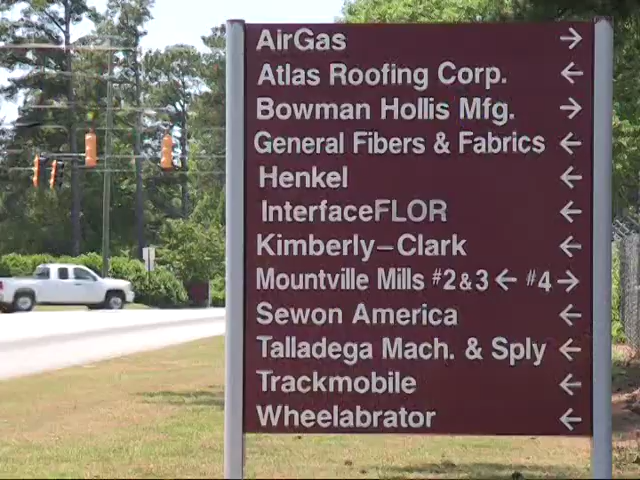 AirGas →
Atlas Roofing Corp. ←
Bowman Hollis Mfg. →
General Fibers & Fabrics ←
Henkel ←
InterfaceFLOR ←
Kimberly-Clark ←
Mountville Mills #2&3 ← #4 →
Sewon America ←
Talladega Mach. & Sply ←
Trackmobile ←
Wheelabrator ←